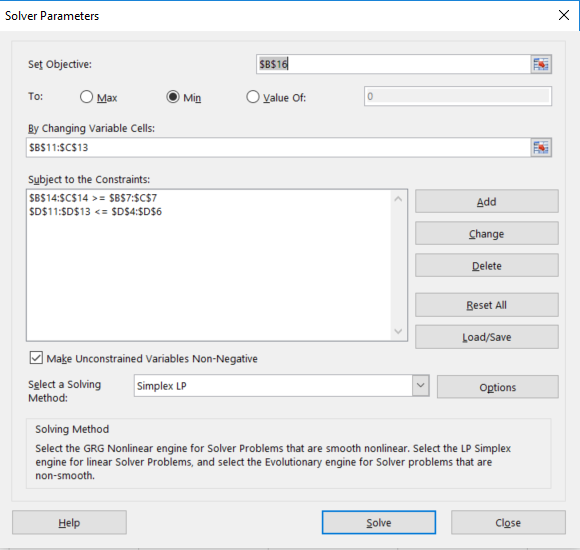 Solver Parameters
Set Objective: $B$16
To: Max Min Value Of: 0
By Changing Variable Cells:
$B$11:$C$13
Subject to the Constraints:
$B$14:$C$14 >= $B$7:$C$7
$D$11:$D$13 <= $D$4:$D$6
Add
Change
Delete
Reset All
Load/Save
Make Unconstrained Variables Non-Negative
Select a Solving
Method:
Simplex LP
Options
Solving Method
Select the GRG Nonlinear engine for Solver Problems that are smooth nonlinear. Select the LP Simplex
engine for linear Solver Problems, and select the Evolutionary engine for Solver problems that are
non-smooth.
Help Solve Close